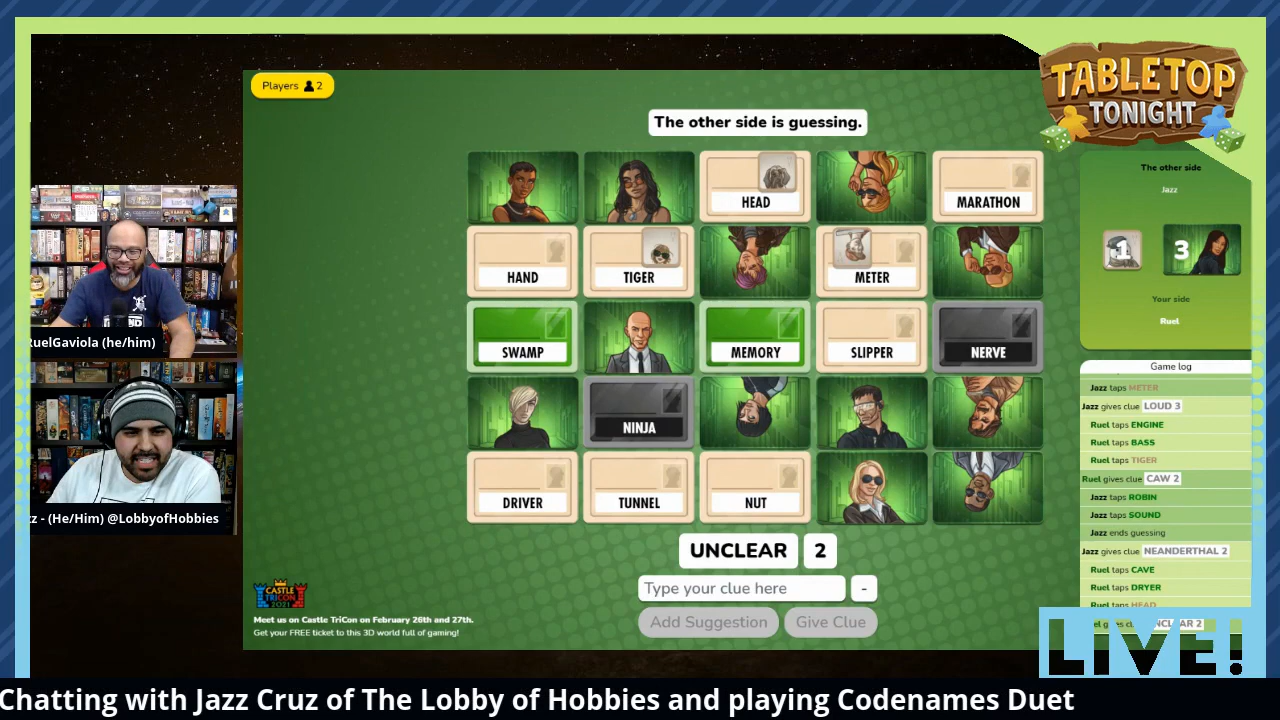 Players 2
TABLETOP
TONIGHT
The other side is guessing.
HEAD
MARATHON
HAND
TIGER
METER
SWAMP
MEMORY
SLIPPER
NERVE
NINJA
DRIVER
TUNNEL
NUT
UNCLEAR 2
Type your clue here -
Add Suggestion Give Clue
The other side
Jazz
1 3
Your side
Ruel
Game log
Jazz taps METER
Jazz gives clue LOUD 3
Ruel taps ENGINE
Ruel taps BASS
Ruel taps TIGER
Ruel gives clue CAW 2
Jazz taps ROBIN
Jazz taps SOUND
Jazz ends guessing
Jazz gives clue NEANDERTHAL 2
Ruel taps CAVE
Ruel taps DRYER
Ruel taps HEAD
RuelGaviola (he/him)
zz - (He/Him) @LobbyofHobbies
CASTLE
TRICON
2021
Meet us on Castle TriCon on February 26th and 27th.
Get your FREE ticket to this 3D world full of gaming!
LIVE!
Chatting with Jazz Cruz of The Lobby of Hobbies and playing Codenames Duet